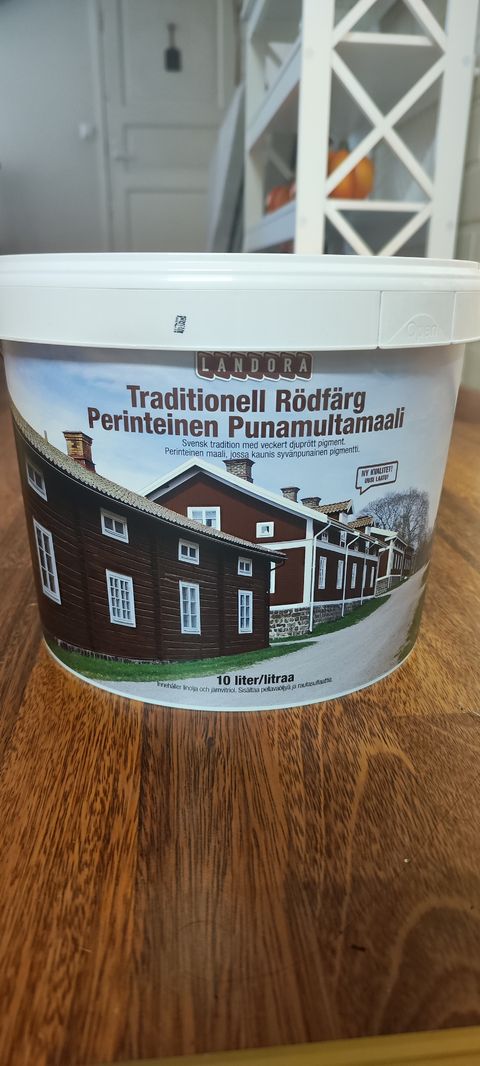 Open
LANDORA
Traditionell Rödfärg
Perinteinen Punamultamaali
Svensk tradition med veckert djuprött pigment.
Perinteinen maali, jossa kaunis syvänpunainen pigmentti.
NY KVALITET!
UUSI LAATU!
10 liter/litraa
Innehåller linolja och järnvitriol. Sisältää pellavaöljyä ja rautasulfaattia.